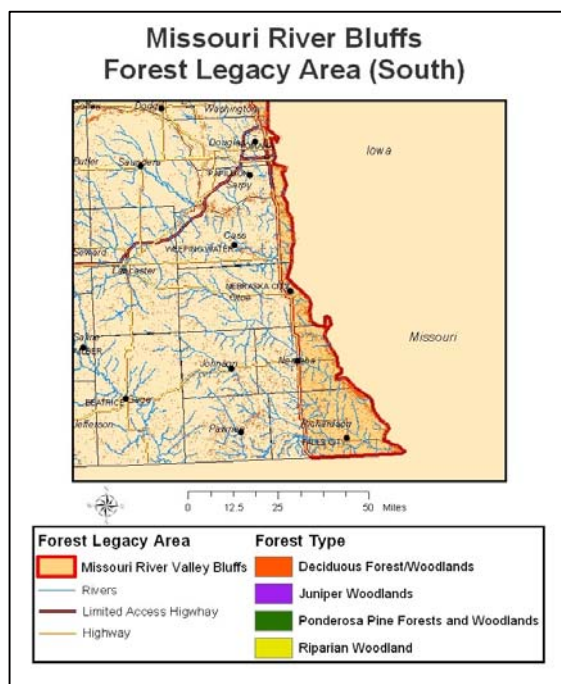 Missouri River Bluffs
Forest Legacy Area (South)
Dodge
Washington
Iowa
Douglas
Butler
Saunders
Sarpy
Cass
WEEPING WATER
Seward
Lancaster
NEBRASKA CITY
Otoe
Missouri
Saline
Johnson
Nemaha
BEATRICE
Gage
Jefferson
Pawnee
Richardson
FALLS CITY
0 12.5 25 50 Miles
Forest Legacy Area
Missouri River Valley Bluffs
Rivers
Limited Access Higwhay
Highway
Forest Type
Deciduous Forest/Woodlands
Juniper Woodlands
Ponderosa Pine Forests and Woodlands
Riparian Woodland